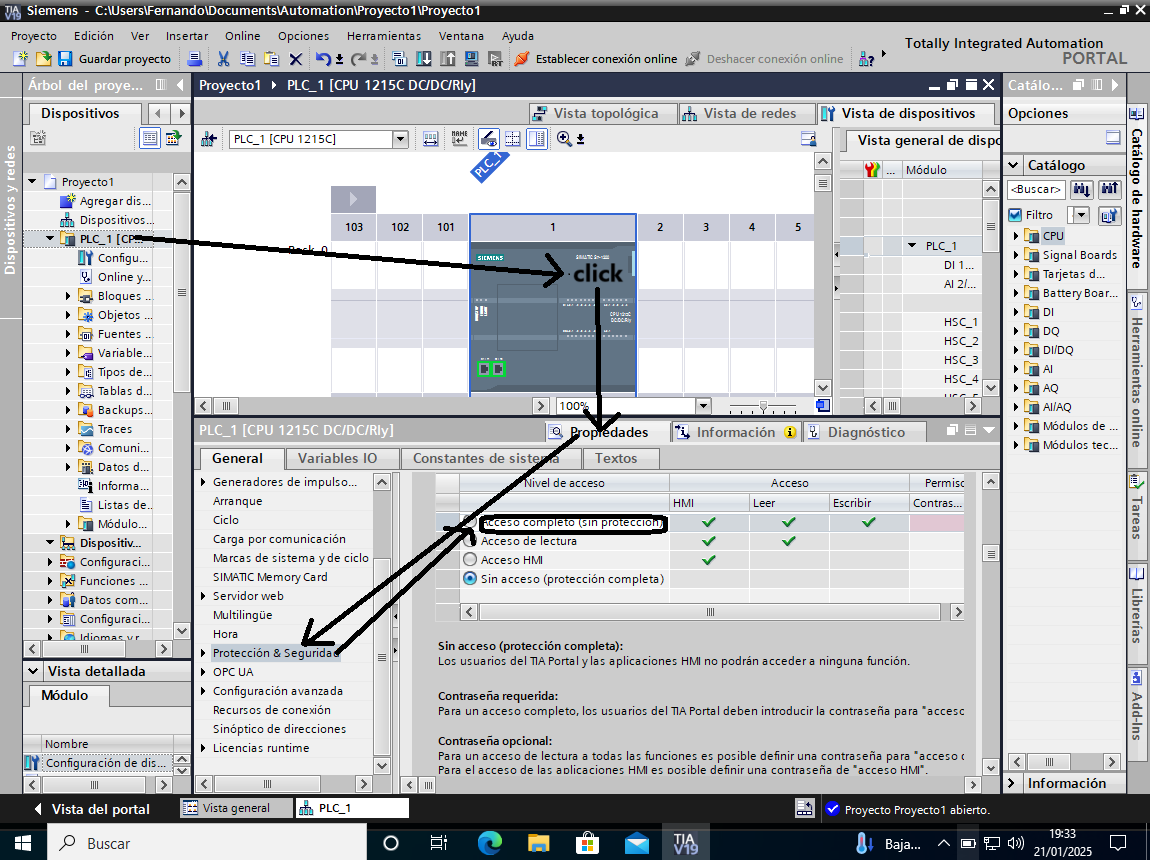 Siemens - C:\Users\Fernando\Documents\Automation\Proyecto1\Proyecto1
Proyecto Edición Ver Insertar Online Opciones Herramientas Ventana Ayuda
Guardar proyecto
Establecer conexión online
Deshacer conexión online
Totally Integrated Automation
PORTAL
Árbol del proye...
Dispositivos
Dispositivos y redes
Proyecto1
Agregar dis...
Dispositivos...
PLC_1 [CP...
Configu...
Online y...
Bloques ...
Objetos ...
Fuentes ...
Variable...
Tipos de...
Tablas d...
Backups...
Traces
Comuni...
Datos d...
Informa...
Listas de...
Módulo...
Dispositiv...
Configuraci...
Funciones ...
Datos com...
Configuraci...
Idiomas y r...
Vista detallada
Módulo
Nombre
Configuración de dis...
Proyecto1 PLC_1 [CPU 1215C DC/DC/Rly]
Vista topológica
Vista de redes
Vista de dispositivos
PLC_1 [CPU 1215C]
PLC_1
103 102 101 1 2 3 4 5
Rack_0
SIEMENS
SIMATIC S7-1200
click
CPU 1215C
DC/DC/Rly
100%
Vista general de dispo
... Módulo
PLC_1
DI 1...
AI 2/...
HSC_1
HSC_2
HSC_3
HSC_4
HSC_5
PLC_1 [CPU 1215C DC/DC/Rly]
Propiedades
Información
Diagnóstico
General
Variables IO
Constantes de sistema
Textos
Generadores de impulso...
Arranque
Ciclo
Carga por comunicación
Marcas de sistema y de ciclo
SIMATIC Memory Card
Servidor web
Multilingüe
Hora
Protección & Seguridad
OPC UA
Configuración avanzada
Recursos de conexión
Sinóptico de direcciones
Licencias runtime
Nivel de acceso Acceso Permiso
HMI Leer Escribir Contras...
Acceso completo (sin protección)
Acceso de lectura
Acceso HMI
Sin acceso (protección completa)
Sin acceso (protección completa):
Los usuarios del TIA Portal y las aplicaciones HMI no podrán acceder a ninguna función.
Contraseña requerida:
Para un acceso completo, los usuarios del TIA Portal deben introducir la contraseña para "acceso
Contraseña opcional:
Para un acceso de lectura a todas las funciones es posible definir una contraseña para "acceso
Para el acceso de las aplicaciones HMI es posible definir una contraseña de "acceso HMI".
Catálo...
Opciones
Catálogo
<Buscar>
Filtro
CPU
Signal Boards
Tarjetas d...
Battery Boar...
DI
DQ
DI/DQ
AI
AQ
AI/AQ
Módulos de ...
Módulos tec...
Información
Catálogo de hardware
Herramientas online
Tareas
Librerías
Add-Ins
Vista del portal
Vista general
PLC_1
Proyecto Proyecto1 abierto.
Buscar
TIA
V19
Baja...
19:33
21/01/2025